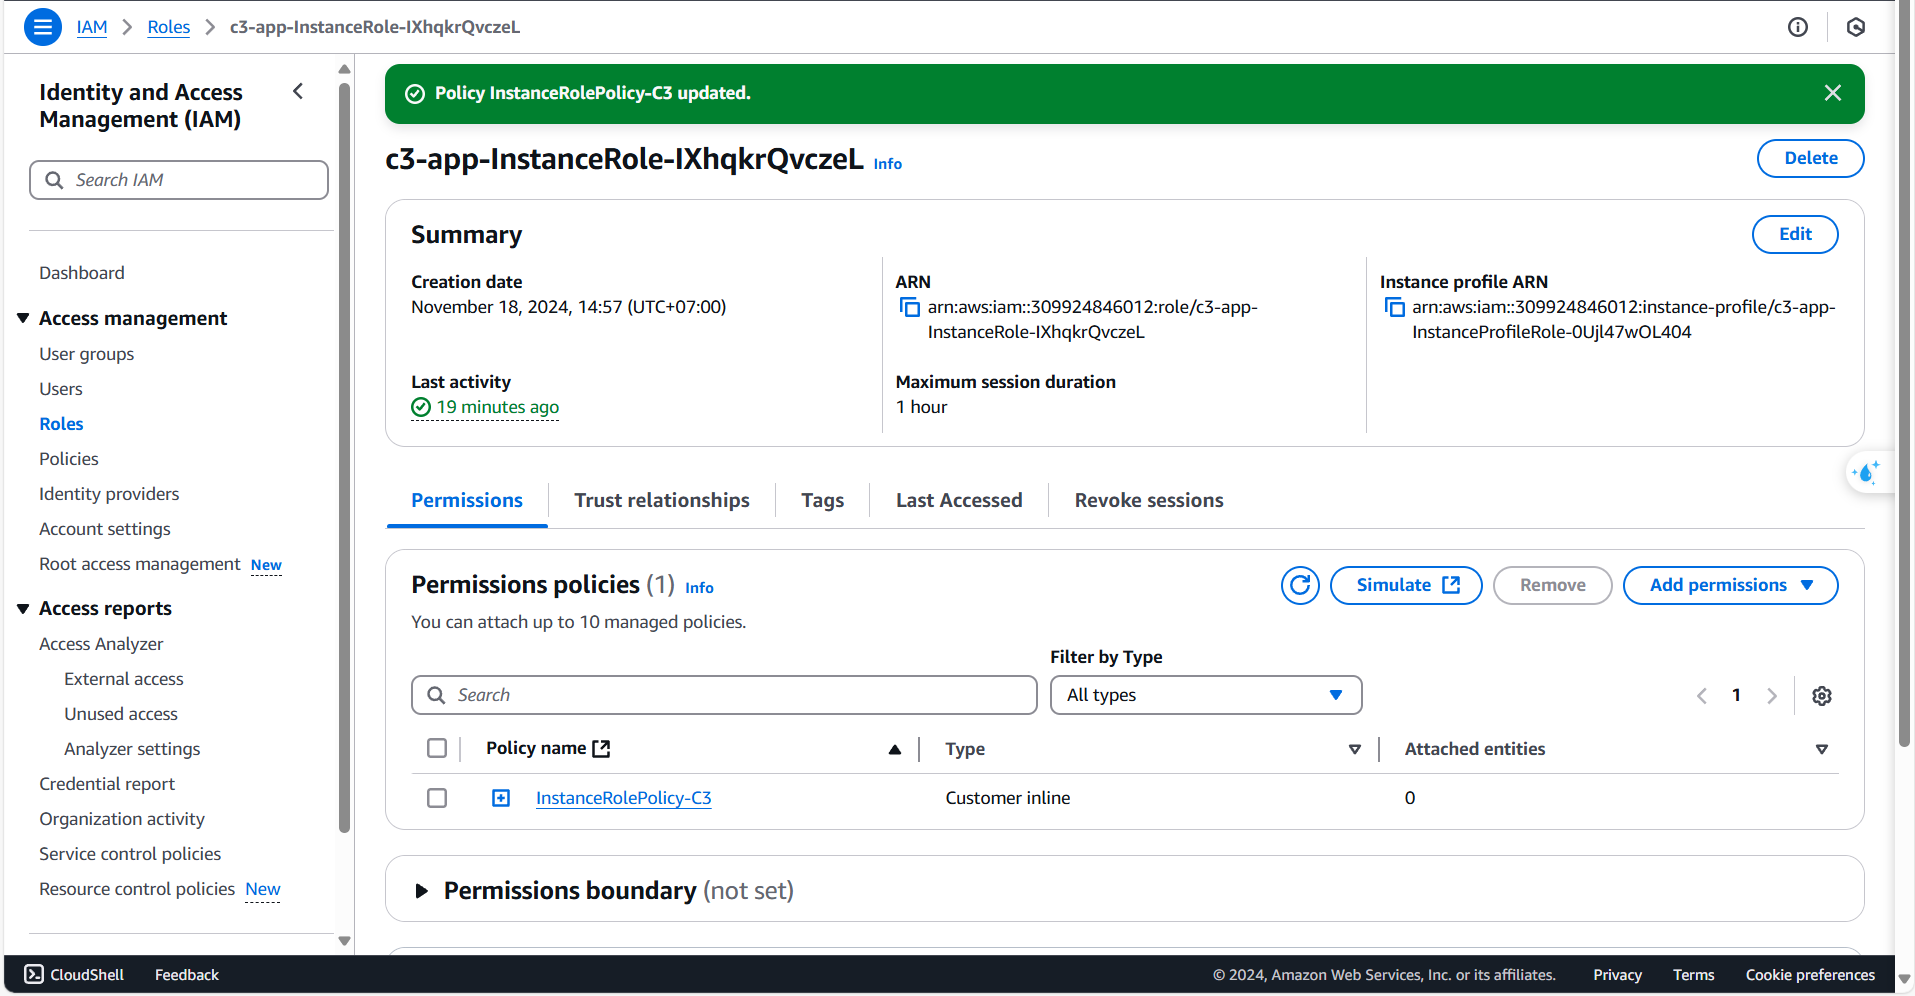 IAM > Roles > c3-app-InstanceRole-IXhqkrQvczeL
Identity and Access
Management (IAM)
Search IAM
Dashboard
Access management
User groups
Users
Roles
Policies
Identity providers
Account settings
Root access management New
Access reports
Access Analyzer
External access
Unused access
Analyzer settings
Credential report
Organization activity
Service control policies
Resource control policies New
Policy InstanceRolePolicy-C3 updated.
c3-app-InstanceRole-IXhqkrQvczeL Info
Delete
Summary
Edit
Creation date
November 18, 2024, 14:57 (UTC+07:00)
Last activity
19 minutes ago
ARN
arn:aws:iam::309924846012:role/c3-app-
InstanceRole-IXhqkrQvczeL
Maximum session duration
1 hour
Instance profile ARN
arn:aws:iam::309924846012:instance-profile/c3-app-
InstanceProfileRole-0Ujl47wOL404
Permissions Trust relationships Tags Last Accessed Revoke sessions
Permissions policies (1) Info
Simulate Remove Add permissions
You can attach up to 10 managed policies.
Filter by Type
Search All types 1
Policy name Type Attached entities
InstanceRolePolicy-C3 Customer inline 0
Permissions boundary (not set)
CloudShell Feedback © 2024, Amazon Web Services, Inc. or its affiliates. Privacy Terms Cookie preferences